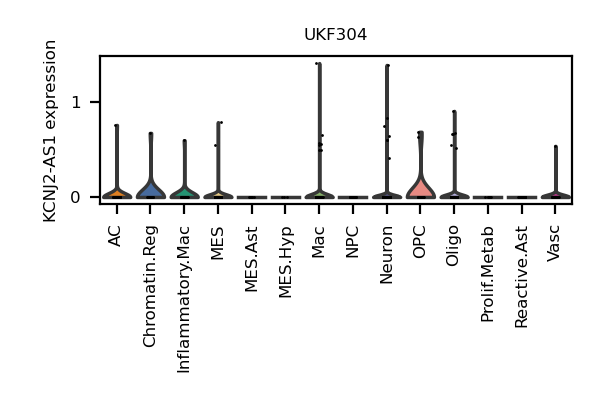 UKF304
KCNJ2-AS1 expression
1
0
AC
Chromatin.Reg
Inflammatory.Mac
MES
MES.Ast
MES.Hyp
Mac
NPC
Neuron
OPC
Oligo
Prolif.Metab
Reactive.Ast
Vasc